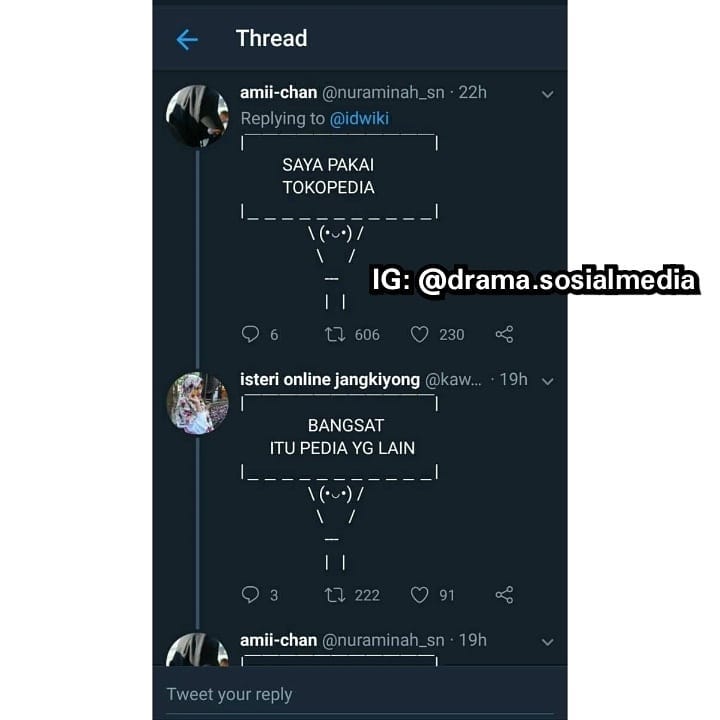 Thread
amii-chan @nuraminah_sn · 22h
Replying to @idwiki
|￣￣￣￣￣￣￣￣￣￣￣|
SAYA PAKAI
TOKOPEDIA
|_ _ _ _ _ _ _ _ _ _ _|
\ (•◡•) /
\ /
---
| |
IG: @drama.sosialmedia
6 606 230
isteri online jangkiyong @kaw... · 19h
|￣￣￣￣￣￣￣￣￣￣￣|
BANGSAT
ITU PEDIA YG LAIN
|_ _ _ _ _ _ _ _ _ _ _|
\ (•◡•) /
\ /
---
| |
3 222 91
amii-chan @nuraminah_sn · 19h
|￣￣￣￣￣￣￣￣￣￣￣|
Tweet your reply